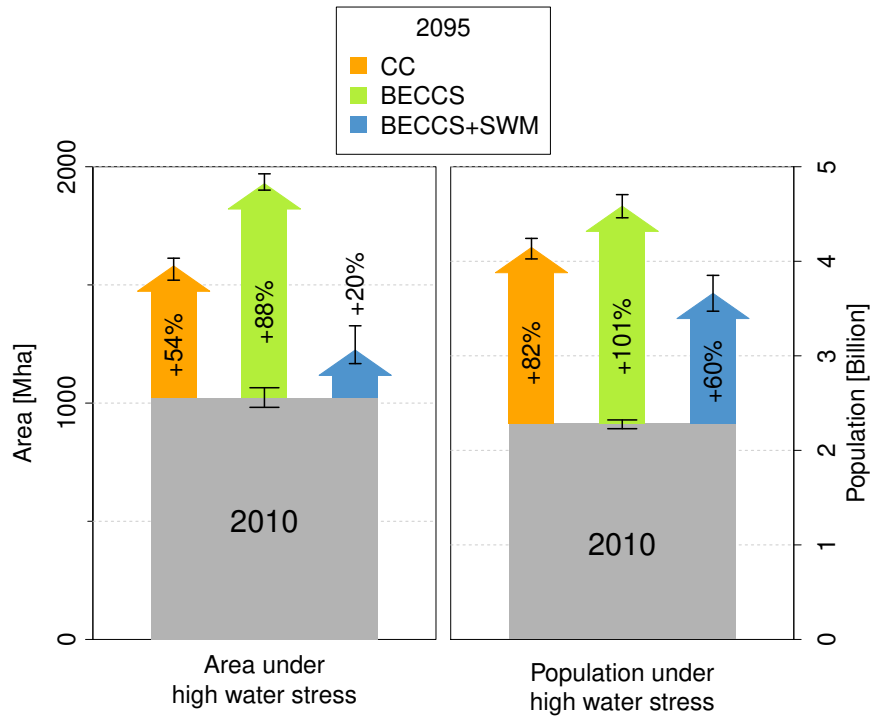 2095
CC
BECCS
BECCS+SWM
Area [Mha]
2000
1000
0
+54%
+88%
+20%
2010
Area under
high water stress
+82%
+101%
+60%
2010
Population under
high water stress
5
4
3
2
1
0
Population [Billion]